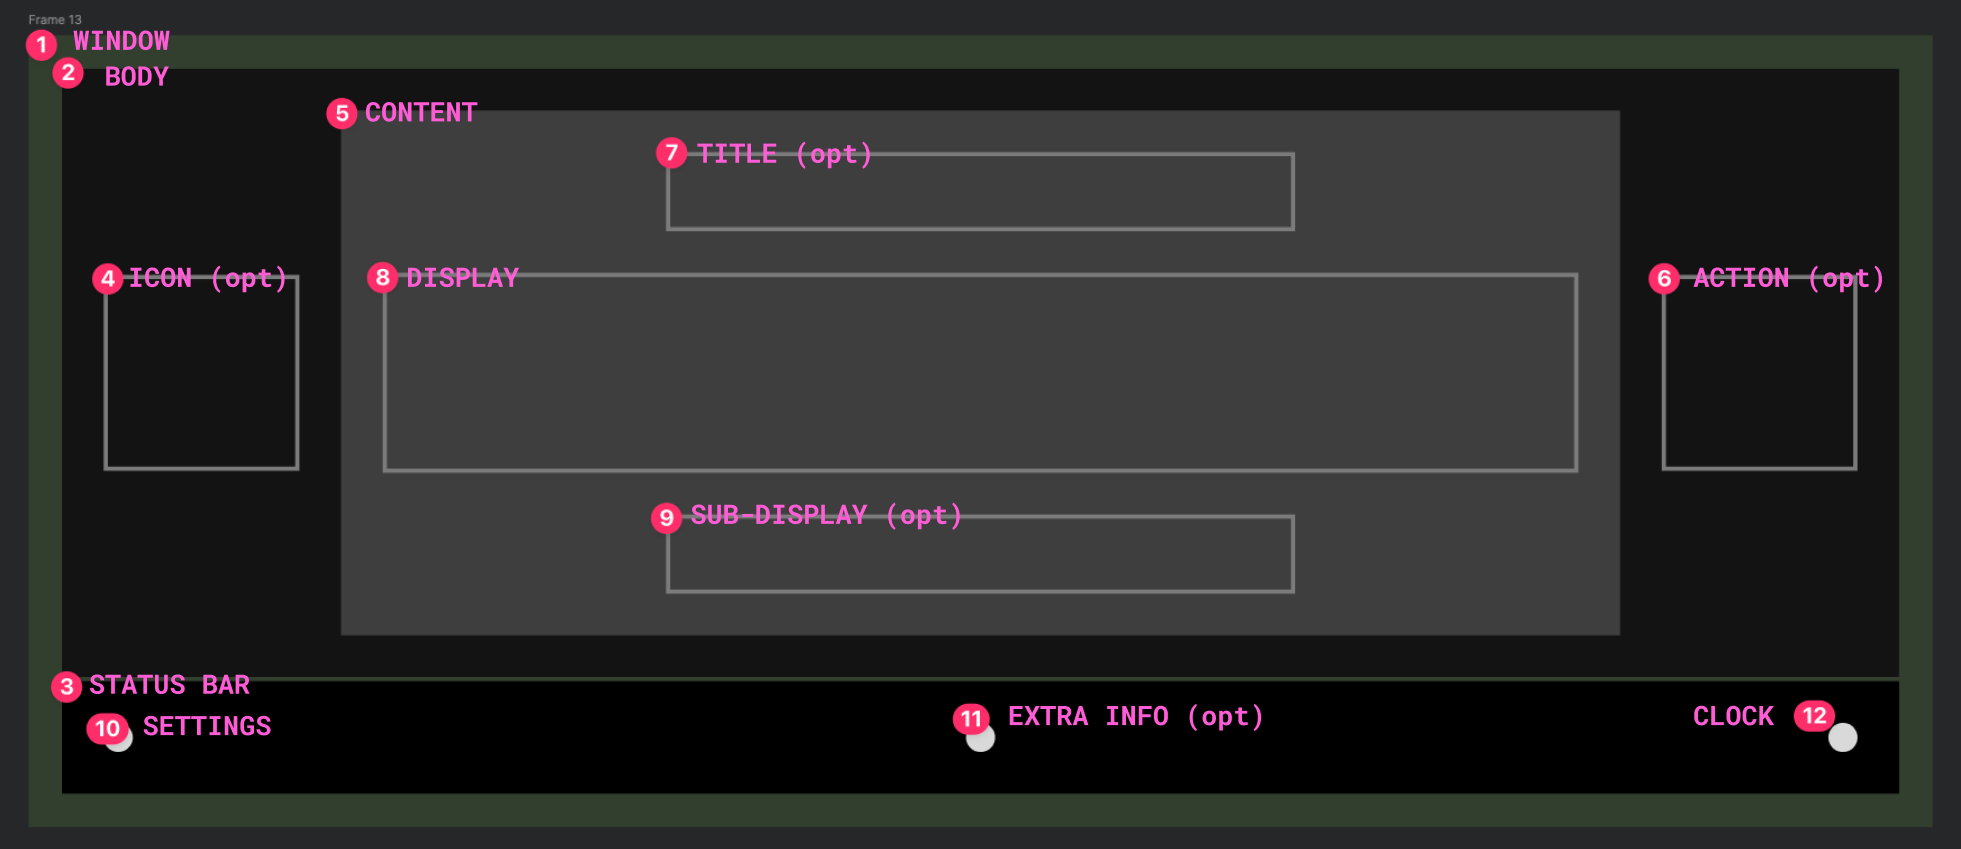 Frame 13
1 WINDOW
2 BODY
5 CONTENT
7 TITLE (opt)
4 ICON (opt)
8 DISPLAY
6 ACTION (opt)
9 SUB-DISPLAY (opt)
3 STATUS BAR
10 SETTINGS
11 EXTRA INFO (opt)
CLOCK 12